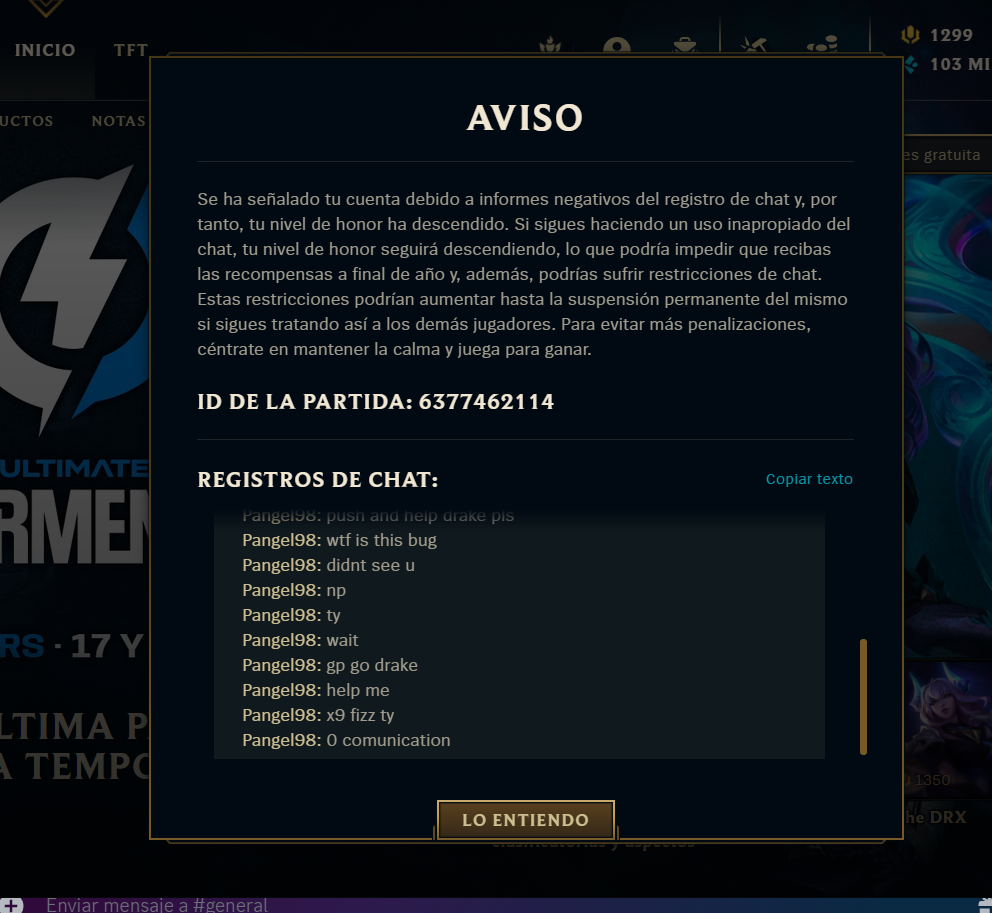 INICIO
TFT
1299
103 MI
UCTOS
NOTAS
es gratuita
AVISO
Se ha señalado tu cuenta debido a informes negativos del registro de chat y, por
tanto, tu nivel de honor ha descendido. Si sigues haciendo un uso inapropiado del
chat, tu nivel de honor seguirá descendiendo, lo que podría impedir que recibas
las recompensas a final de año y, además, podrías sufrir restricciones de chat.
Estas restricciones podrían aumentar hasta la suspensión permanente del mismo
si sigues tratando así a los demás jugadores. Para evitar más penalizaciones,
céntrate en mantener la calma y juega para ganar.
ID DE LA PARTIDA: 6377462114
REGISTROS DE CHAT:
Copiar texto
Pangel98: push and help drake pls
Pangel98: wtf is this bug
Pangel98: didnt see u
Pangel98: np
Pangel98: ty
Pangel98: wait
Pangel98: gp go drake
Pangel98: help me
Pangel98: x9 fizz ty
Pangel98: 0 comunication
LO ENTIENDO
ULTIMATE
RMEN
RS · 17 Y
LTIMA P
A TEMPO
1350
he DRX
clasificatorias y aspectos
Enviar mensaje a #general